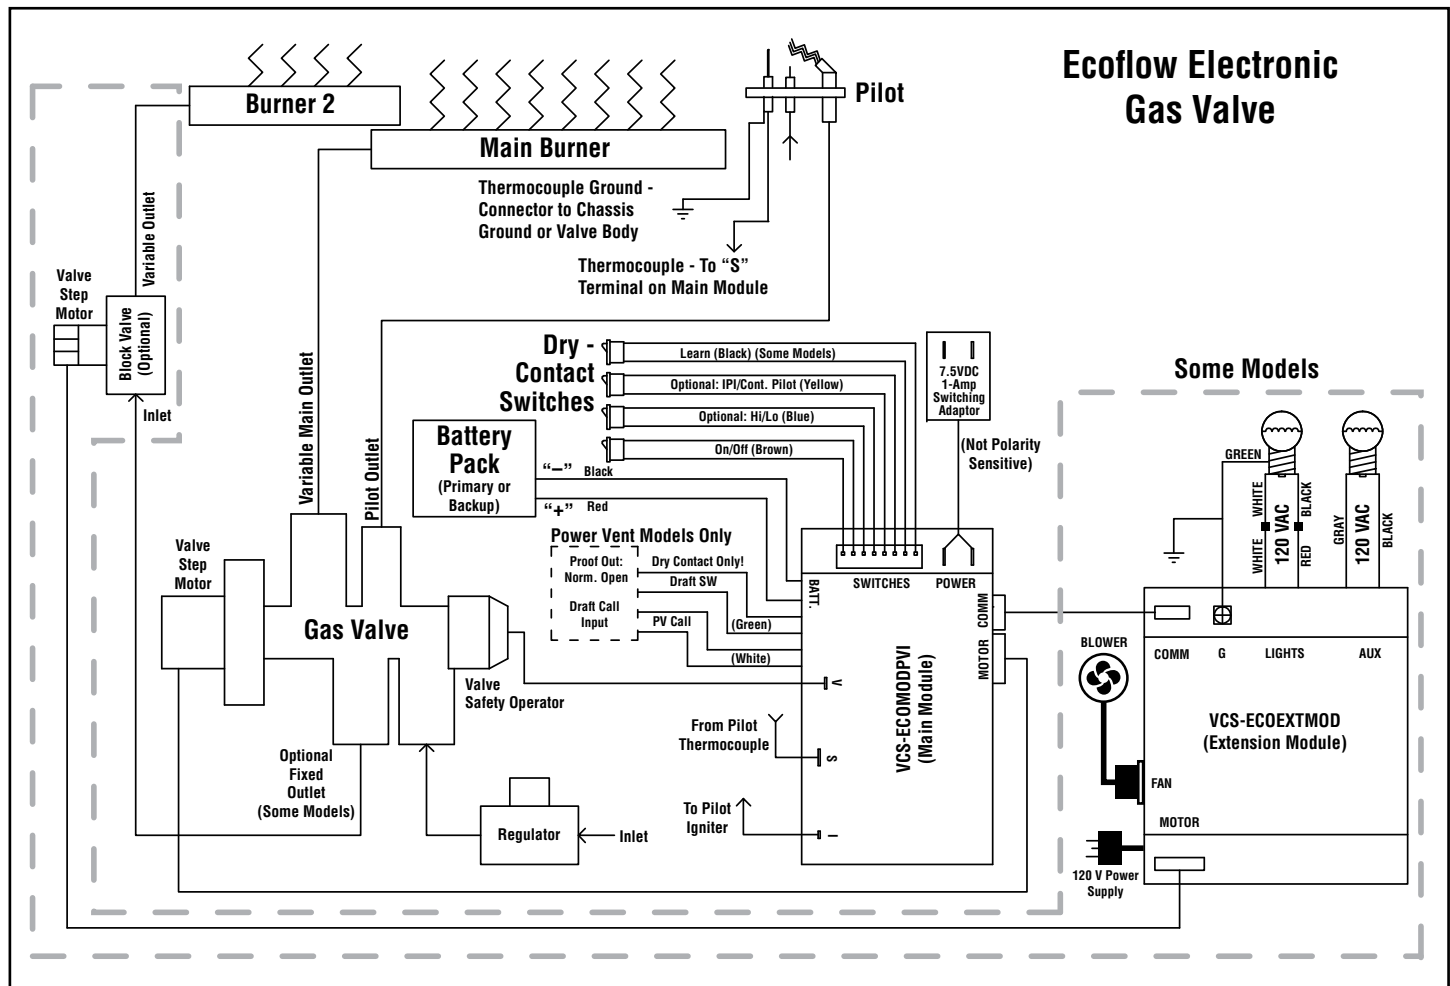 Ecoflow Electronic
Gas Valve
Burner 2
Main Burner
Pilot
Thermocouple Ground -
Connector to Chassis
Ground or Valve Body
Thermocouple - To “S”
Terminal on Main Module
Variable Outlet
Valve
Step
Motor
Block Valve
(Optional)
Inlet
Variable Main Outlet
Pilot Outlet
Dry -
Contact
Switches
Learn (Black) (Some Models)
Optional: IPI/Cont. Pilot (Yellow)
Optional: Hi/Lo (Blue)
On/Off (Brown)
7.5VDC
1-Amp
Switching
Adaptor
(Not Polarity
Sensitive)
Battery
Pack
(Primary or
Backup)
“–”
Black
“+”
Red
Power Vent Models Only
Proof Out:
Norm. Open
Draft Call
Input
Dry Contact Only!
Draft SW
(Green)
PV Call
(White)
BATT.
SWITCHES
POWER
COMM
MOTOR
V
S
I
VCS-ECOMODPVI
(Main Module)
Valve
Step
Motor
Gas Valve
Valve
Safety Operator
From Pilot
Thermocouple
To Pilot
Igniter
Optional
Fixed
Outlet
(Some Models)
Regulator
Inlet
Some Models
GREEN
WHITE
BLACK
WHITE
120 VAC
RED
GRAY
120 VAC
BLACK
BLOWER
COMM
G
LIGHTS
AUX
VCS-ECOEXTMOD
(Extension Module)
FAN
MOTOR
120 V Power
Supply